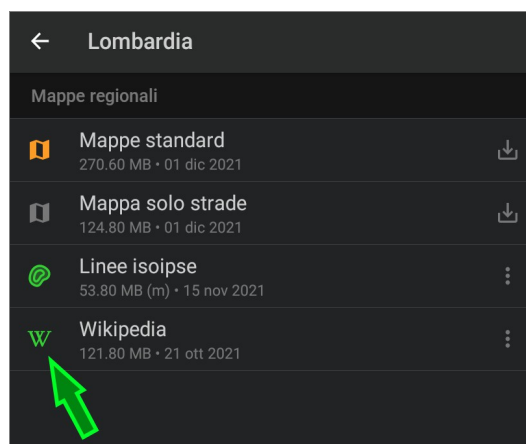 Lombardia
Mappe regionali
Mappe standard
270.60 MB • 01 dic 2021
Mappa solo strade
124.80 MB • 01 dic 2021
Linee isoipse
53.80 MB (m) • 15 nov 2021
W Wikipedia
121.80 MB • 21 ott 2021